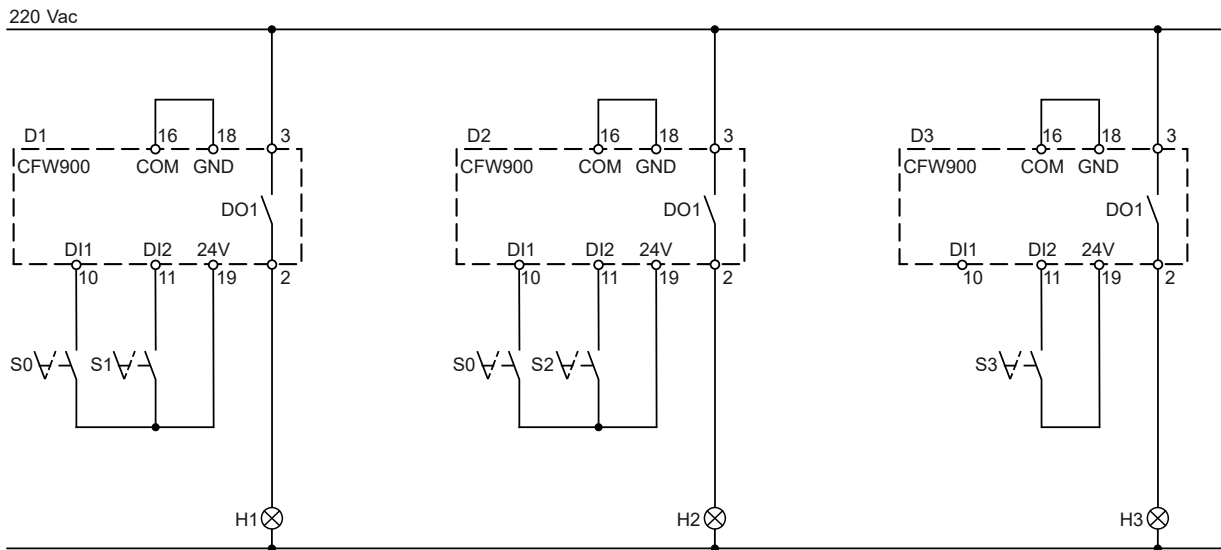 220 Vac
D1 16 18 3
D2 16 18 3
D3 16 18 3
CFW900 COM GND
CFW900 COM GND
CFW900 COM GND
DO1
DO1
DO1
DI1 DI2 24V
DI1 DI2 24V
DI1 DI2 24V
10 11 19 2
10 11 19 2
10 11 19 2
S0 S1
S0 S2
S3
H1
H2
H3